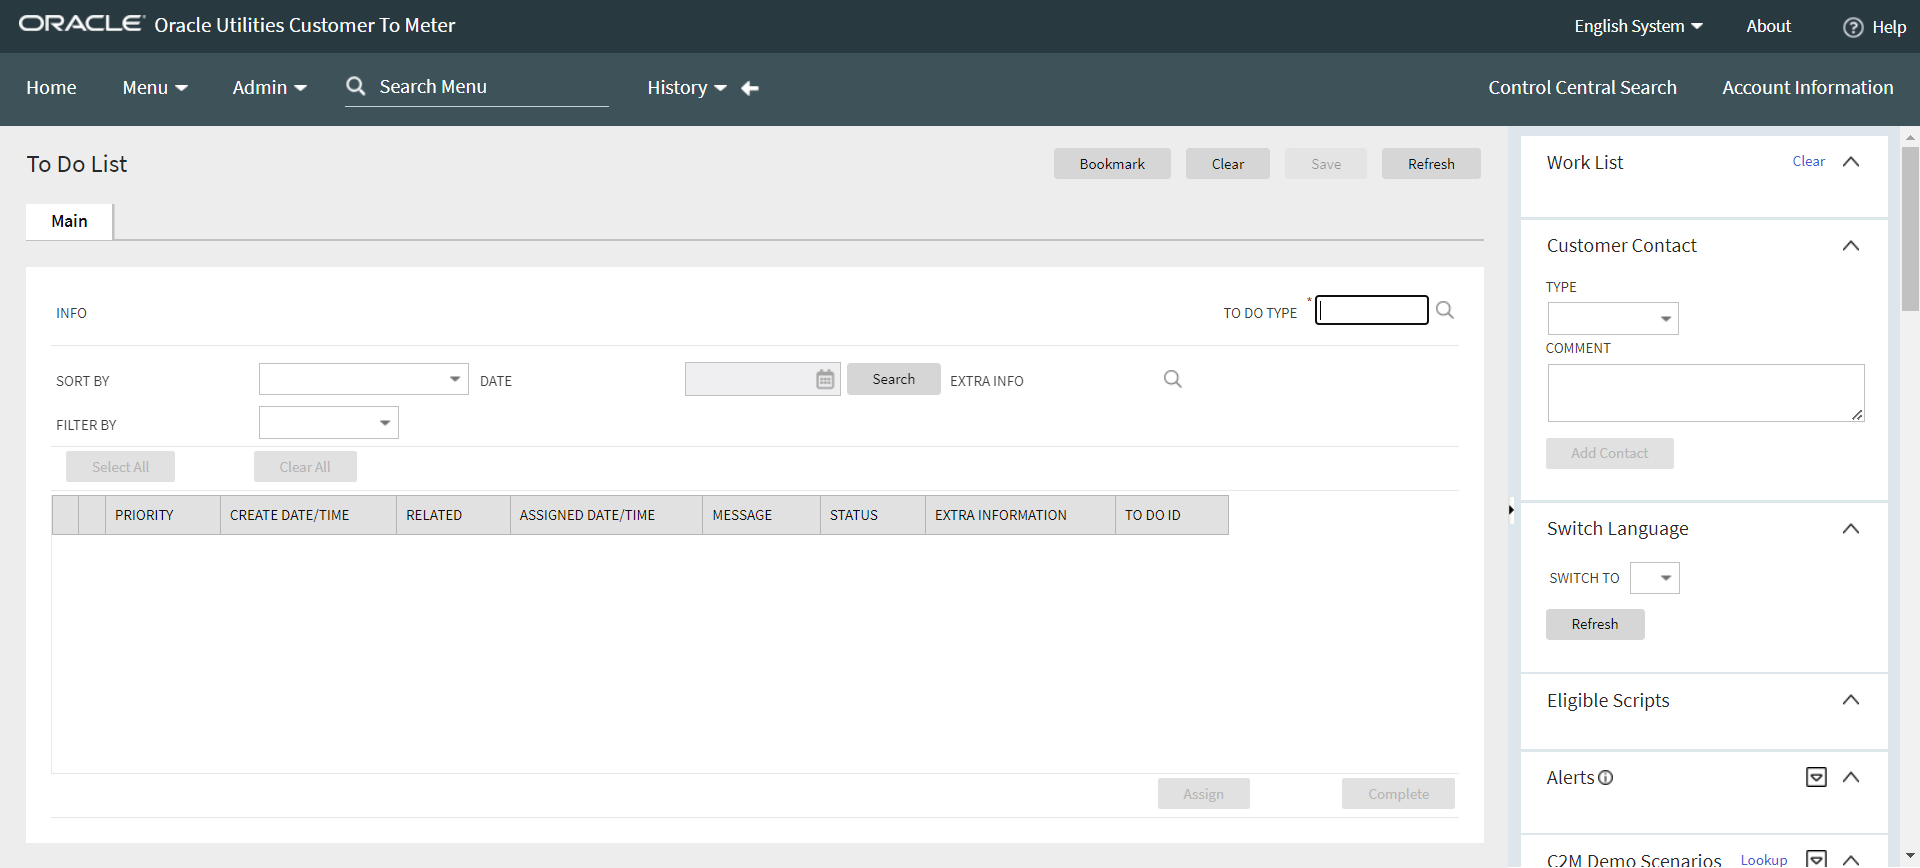 ORACLE Oracle Utilities Customer To Meter
English System About Help
Home Menu Admin Search Menu History Control Central Search Account Information
To Do List
Bookmark Clear Save Refresh
Main
INFO TO DO TYPE *
SORT BY DATE Search EXTRA INFO
FILTER BY
Select All Clear All
PRIORITY CREATE DATE/TIME RELATED ASSIGNED DATE/TIME MESSAGE STATUS EXTRA INFORMATION TO DO ID
Assign Complete
Work List Clear
Customer Contact
TYPE
COMMENT
Add Contact
Switch Language
SWITCH TO
Refresh
Eligible Scripts
Alerts
C2M Demo Scenarios Lookup